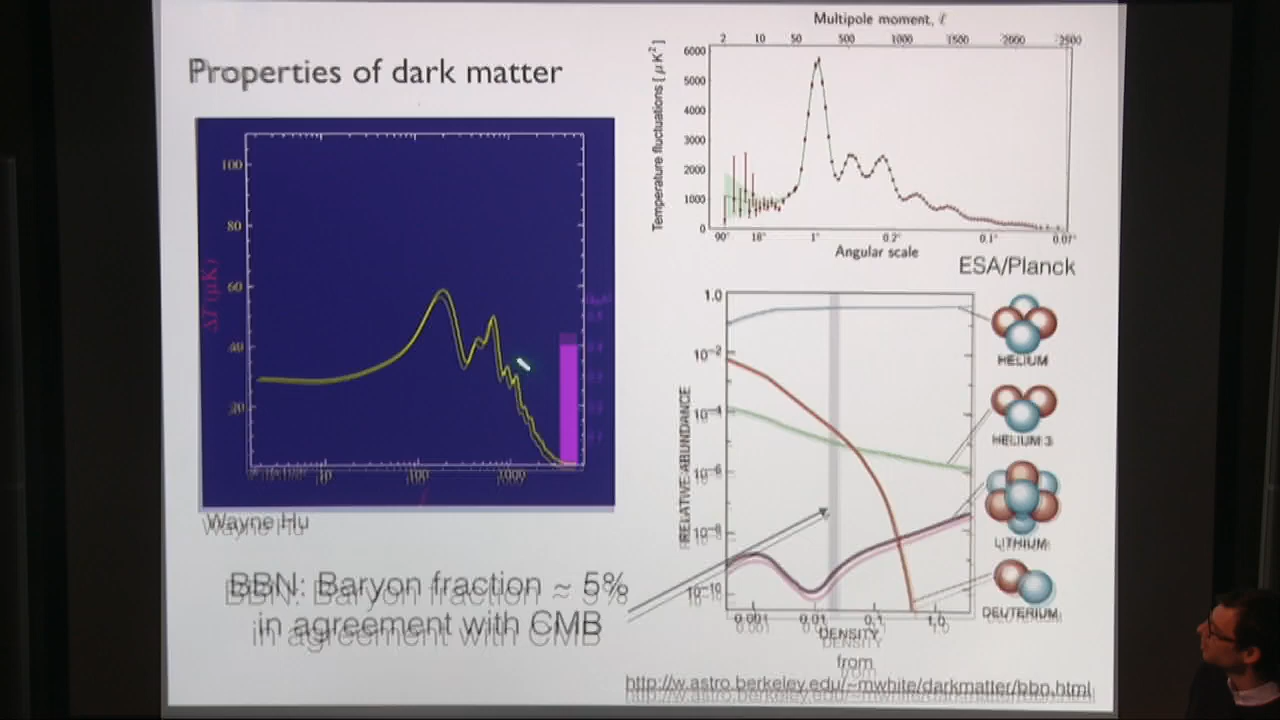 Properties of dark matter
Multipole moment, ℓ
2 10 50 500 1000 1500 2000 2500
Temperature fluctuations [ μ K² ]
6000
5000
4000
3000
2000
1000
0
90° 18° 1° 0.2° 0.1° 0.07°
Angular scale
ESA/Planck
ΔT (μK)
100
80
60
40
20
10 100 1000
Wayne Hu
BBN: Baryon fraction ≈ 5%
in agreement with CMB
RELATIVE ABUNDANCE
1.0
10⁻²
10⁻⁴
10⁻⁶
10⁻⁸
10⁻¹⁰
0.001 0.01 0.1 1.0
DENSITY
HELIUM
HELIUM 3
LITHIUM
DEUTERIUM
from
http://w.astro.berkeley.edu/~mwhite/darkmatter/bbn.html